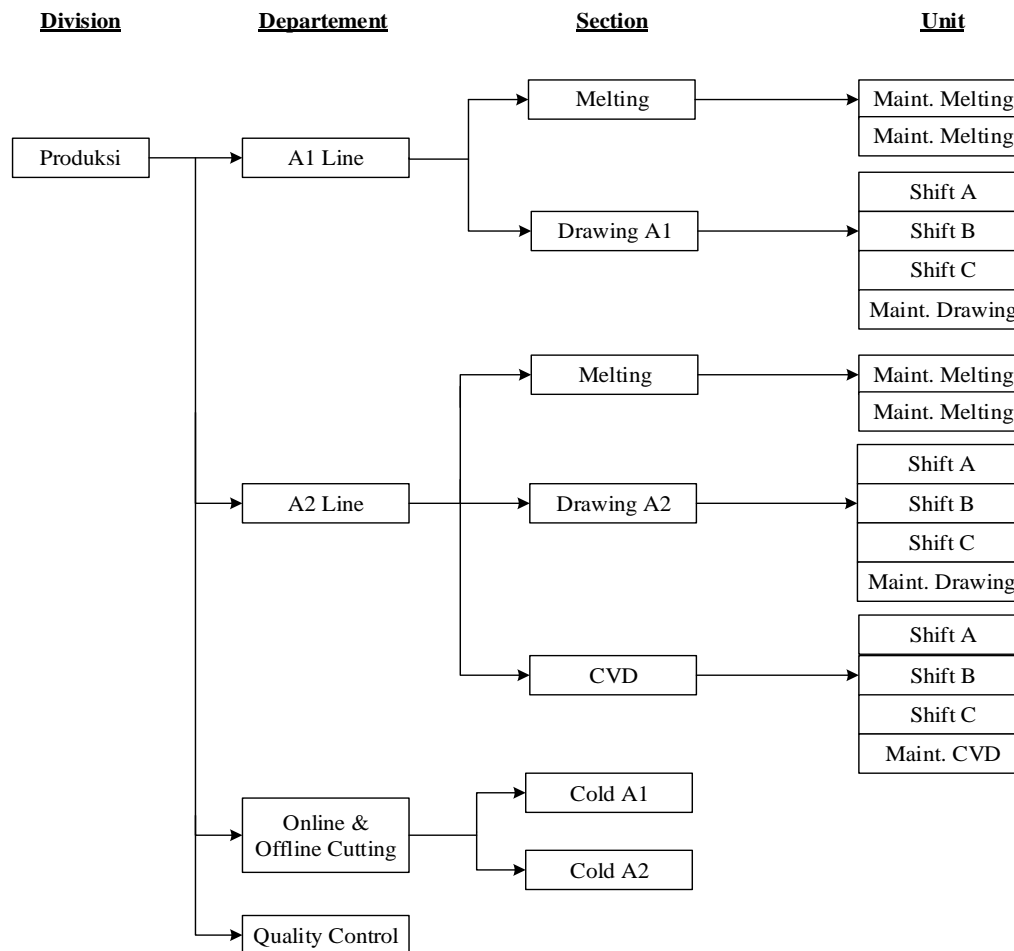 Division Departement Section Unit
Melting
Maint. Melting
Maint. Melting
Produksi
A1 Line
Drawing A1
Shift A
Shift B
Shift C
Maint. Drawing
Melting
Maint. Melting
Maint. Melting
A2 Line
Drawing A2
Shift A
Shift B
Shift C
Maint. Drawing
CVD
Shift A
Shift B
Shift C
Maint. CVD
Online &
Offline Cutting
Cold A1
Cold A2
Quality Control